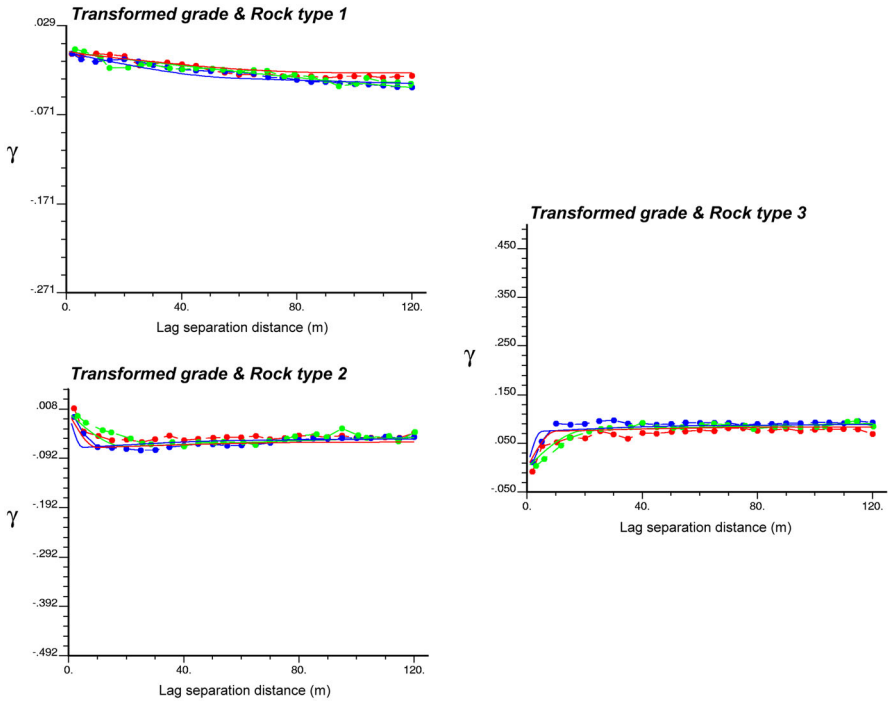 Transformed grade & Rock type 1
.029
-.071
-.171
-.271
γ
0. 40. 80. 120.
Lag separation distance (m)
Transformed grade & Rock type 2
.008
-.092
-.192
-.292
-.392
-.492
γ
0. 40. 80. 120.
Lag separation distance (m)
Transformed grade & Rock type 3
.450
.350
.250
.150
.050
-.050
γ
0. 40. 80. 120.
Lag separation distance (m)